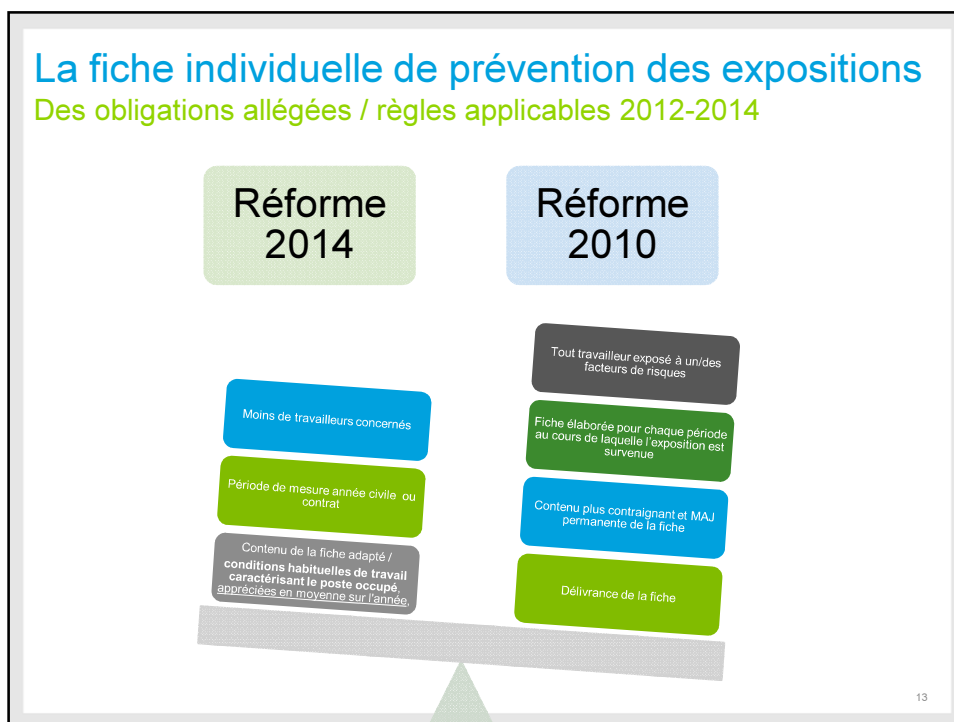 La fiche individuelle de prévention des expositions
Des obligations allégées / règles applicables 2012-2014
Réforme
2014
Réforme
2010
Moins de travailleurs concernés
Période de mesure année civile ou
contrat
Contenu de la fiche adapté /
conditions habituelles de travail
caractérisant le poste occupé,
appréciées en moyenne sur l'année,
Tout travailleur exposé à un/des
facteurs de risques
Fiche élaborée pour chaque période
au cours de laquelle l'exposition est
survenue
Contenu plus contraignant et MAJ
permanente de la fiche
Délivrance de la fiche
13